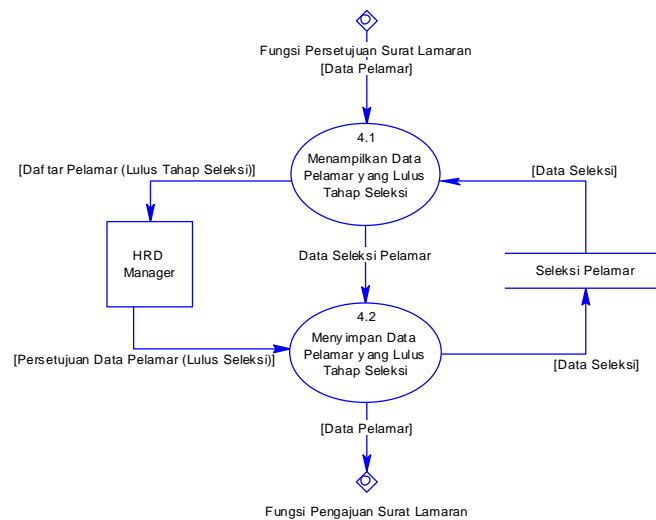 Fungsi Persetujuan Surat Lamaran
[Data Pelamar]
4.1
Menampilkan Data
Pelamar yang Lulus
Tahap Seleksi
[Daftar Pelamar (Lulus Tahap Seleksi)]
[Data Seleksi]
HRD
Manager
Data Seleksi Pelamar
Seleksi Pelamar
4.2
Menyimpan Data
Pelamar yang Lulus
Tahap Seleksi
[Persetujuan Data Pelamar (Lulus Seleksi)]
[Data Seleksi]
[Data Pelamar]
Fungsi Pengajuan Surat Lamaran